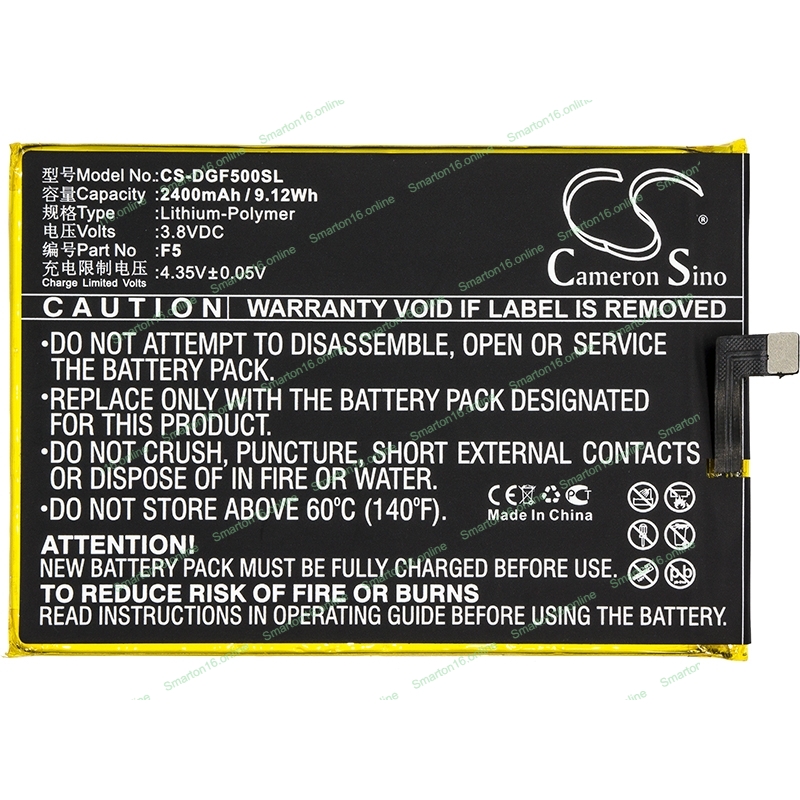 型号Model No.:CS-DGF500SL
容量Capacity :2400mAh / 9.12Wh
规格Type :Lithium-Polymer
电压Volts :3.8VDC
编号Part No :F5
充电限制电压 :4.35V±0.05V
Charge Limited Volts
CS ®
Cameron Sino
CAUTION WARRANTY VOID IF LABEL IS REMOVED
•DO NOT ATTEMPT TO DISASSEMBLE, OPEN OR SERVICE
THE BATTERY PACK.
•REPLACE ONLY WITH THE BATTERY PACK DESIGNATED
FOR THIS PRODUCT.
•DO NOT CRUSH, PUNCTURE, SHORT EXTERNAL CONTACTS
OR DISPOSE OF IN FIRE OR WATER.
•DO NOT STORE ABOVE 60ºC (140ºF).
CE
Made In China
ATTENTION!
NEW BATTERY PACK MUST BE FULLY CHARGED BEFORE USE.
TO REDUCE RISK OF FIRE OR BURNS
READ INSTRUCTIONS IN OPERATING GUIDE BEFORE USE.
Smarton16.online